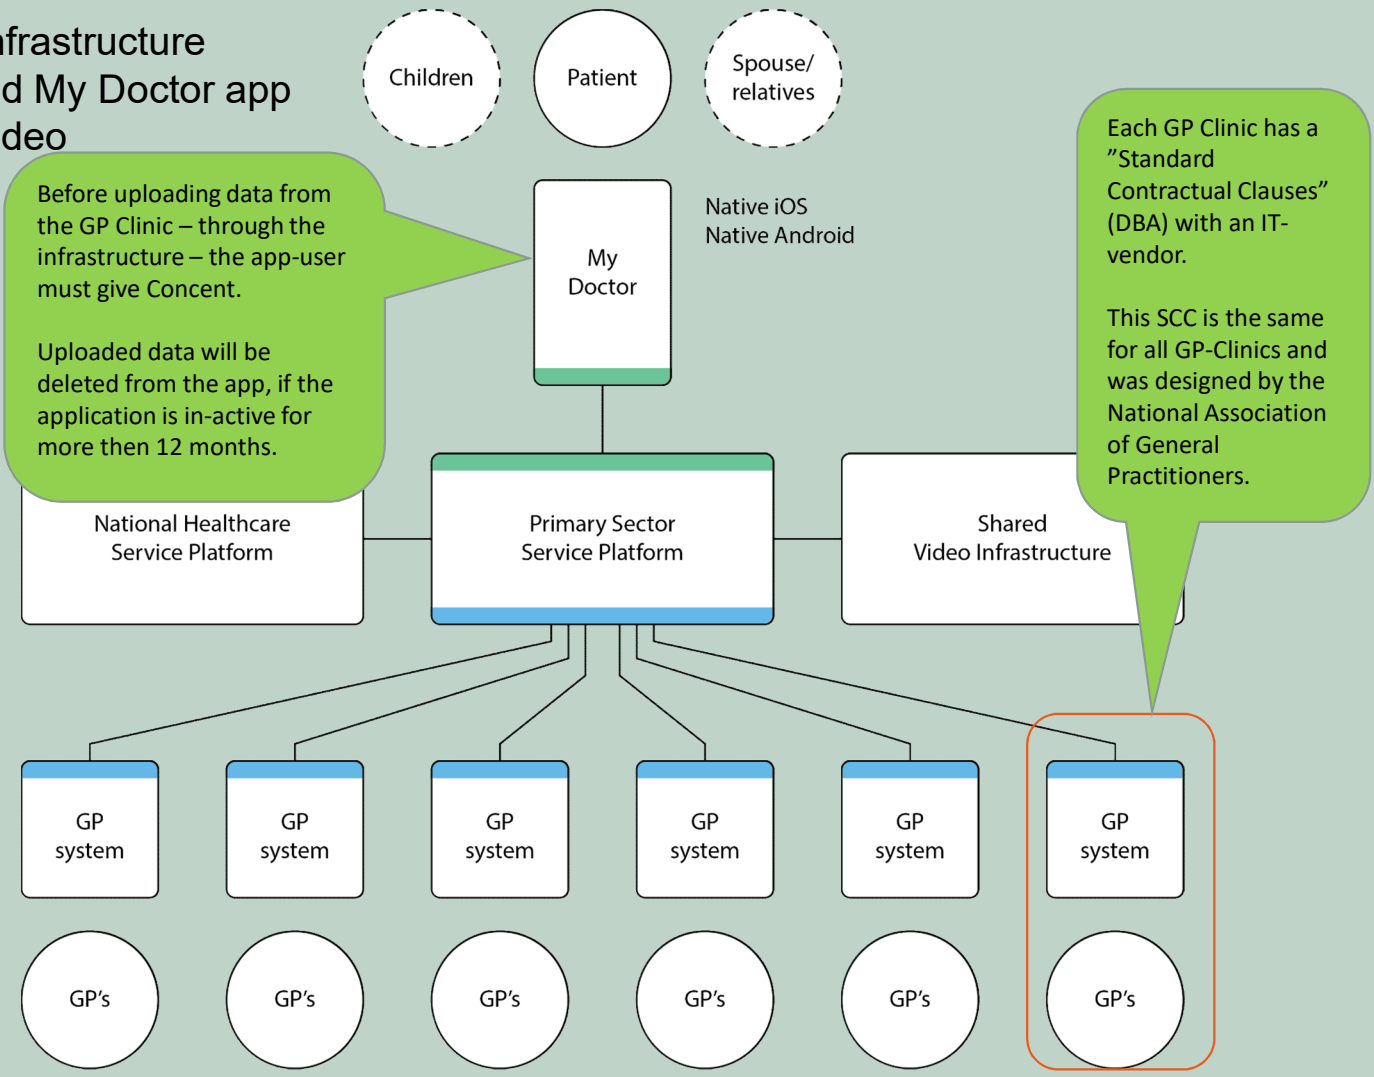 nfrastructure
d My Doctor app
deo
Children
Patient
Spouse/
relatives
Before uploading data from
the GP Clinic – through the
infrastructure – the app-user
must give Concent.
Uploaded data will be
deleted from the app, if the
application is in-active for
more then 12 months.
My
Doctor
Native iOS
Native Android
Each GP Clinic has a
”Standard
Contractual Clauses”
(DBA) with an IT-
vendor.
This SCC is the same
for all GP-Clinics and
was designed by the
National Association
of General
Practitioners.
National Healthcare
Service Platform
Primary Sector
Service Platform
Shared
Video Infrastructure
GP
system
GP
system
GP
system
GP
system
GP
system
GP
system
GP's
GP's
GP's
GP's
GP's
GP's